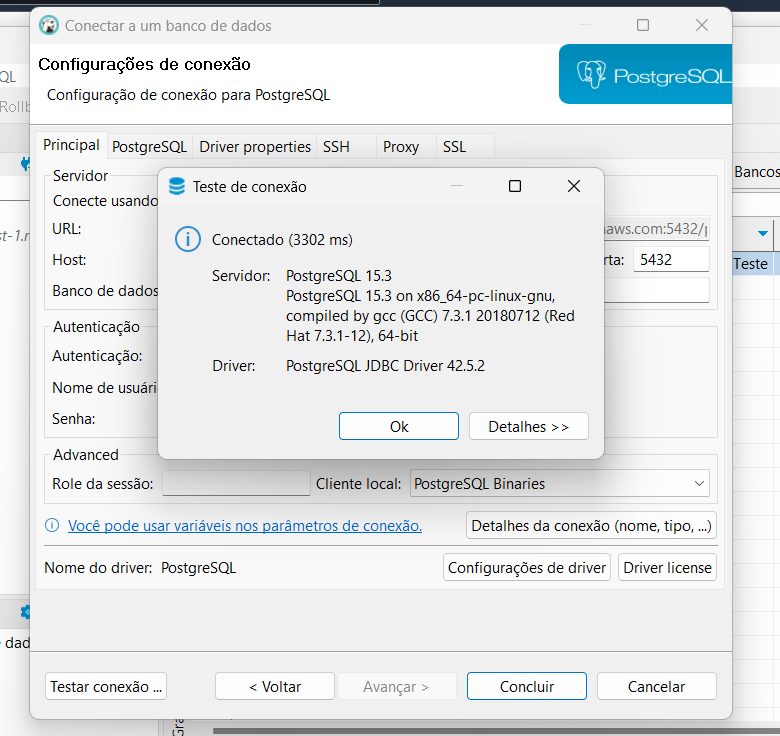 Conectar a um banco de dados
Configurações de conexão
Configuração de conexão para PostgreSQL
PostgreSQL
QL
Rollb
Principal PostgreSQL Driver properties SSH Proxy SSL
Servidor
Conecte usando
URL: naws.com:5432/p
Host: rta: 5432
Banco de dados
Autenticação
Autenticação:
Nome de usuári
Senha:
Teste de conexão
Conectado (3302 ms)
Servidor: PostgreSQL 15.3
PostgreSQL 15.3 on x86_64-pc-linux-gnu,
compiled by gcc (GCC) 7.3.1 20180712 (Red
Hat 7.3.1-12), 64-bit
Driver: PostgreSQL JDBC Driver 42.5.2
Ok Detalhes >>
Advanced
Role da sessão: Cliente local: PostgreSQL Binaries
Você pode usar variáveis nos parâmetros de conexão. Detalhes da conexão (nome, tipo, ...)
Nome do driver: PostgreSQL Configurações de driver Driver license
Testar conexão ... < Voltar Avançar > Concluir Cancelar
Bancos
Teste
st-1.r
dad
Gra